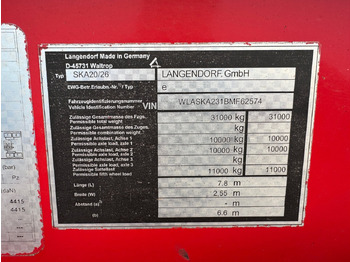 Langendorf Made in Germany
D-45731 Waltrop
Typ SKA20/26 LANGENDORF GmbH
EWG-Betr.Erlaubn.-Nr. / Typ e
Fahrzeugidentifizierungsnummer
Vehicle Identification Number VIN WLASKA231BMF62574
Zulässige Gesamtmasse des Fzgs. 31000 kg 31000
Permissible total weight
Zulässige Gesamtmasse des Zuges kg
Permissible comb. weight
Zulässige Achslast, Achse 1 10000 kg 10000
Permissible axle load, axle 1
Zulässige Achslast, Achse 2 10000 kg 10000
Permissible axle load, axle 2
Zulässige Achslast, Achse 3 kg
Permissible axle load, axle 3
Zulässige Sattellast 11000 kg 11000
Permissible fifth wheel load
Länge (L) 7.8 m
Breite (W) 2.55 m
Abstand (a) - m
(b) 6.6 m
P2
(daN)
4415
4415